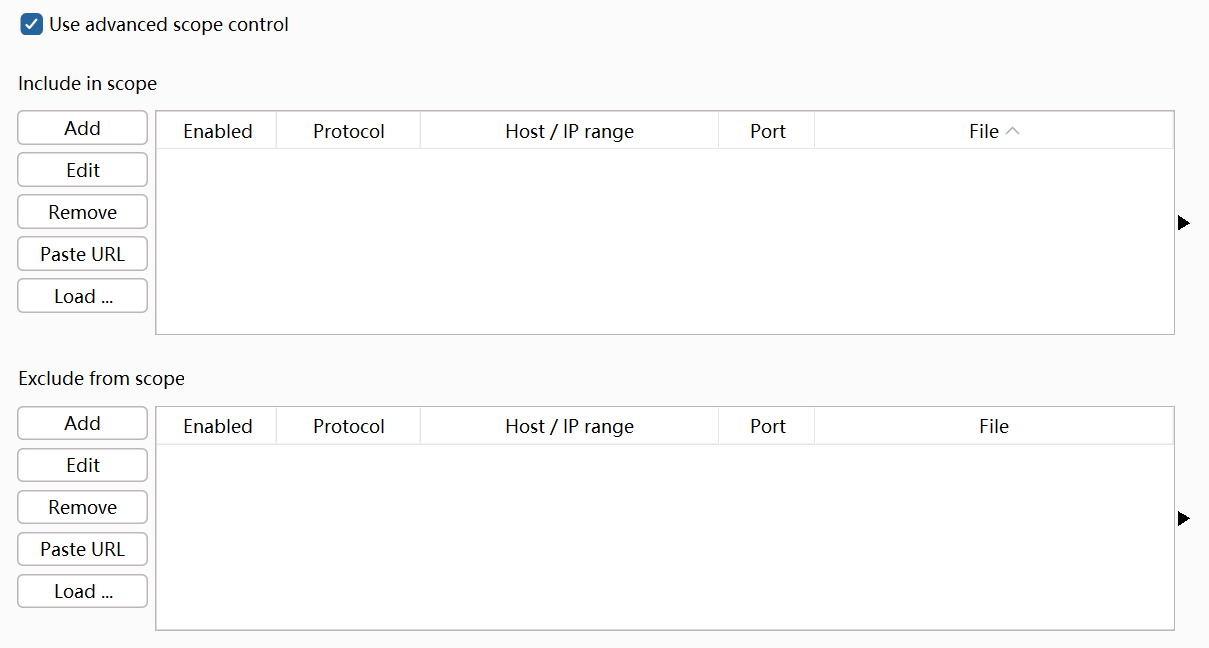 Use advanced scope control
Include in scope
Add
Edit
Remove
Paste URL
Load ...
Enabled Protocol Host / IP range Port File
Exclude from scope
Add
Edit
Remove
Paste URL
Load ...
Enabled Protocol Host / IP range Port File